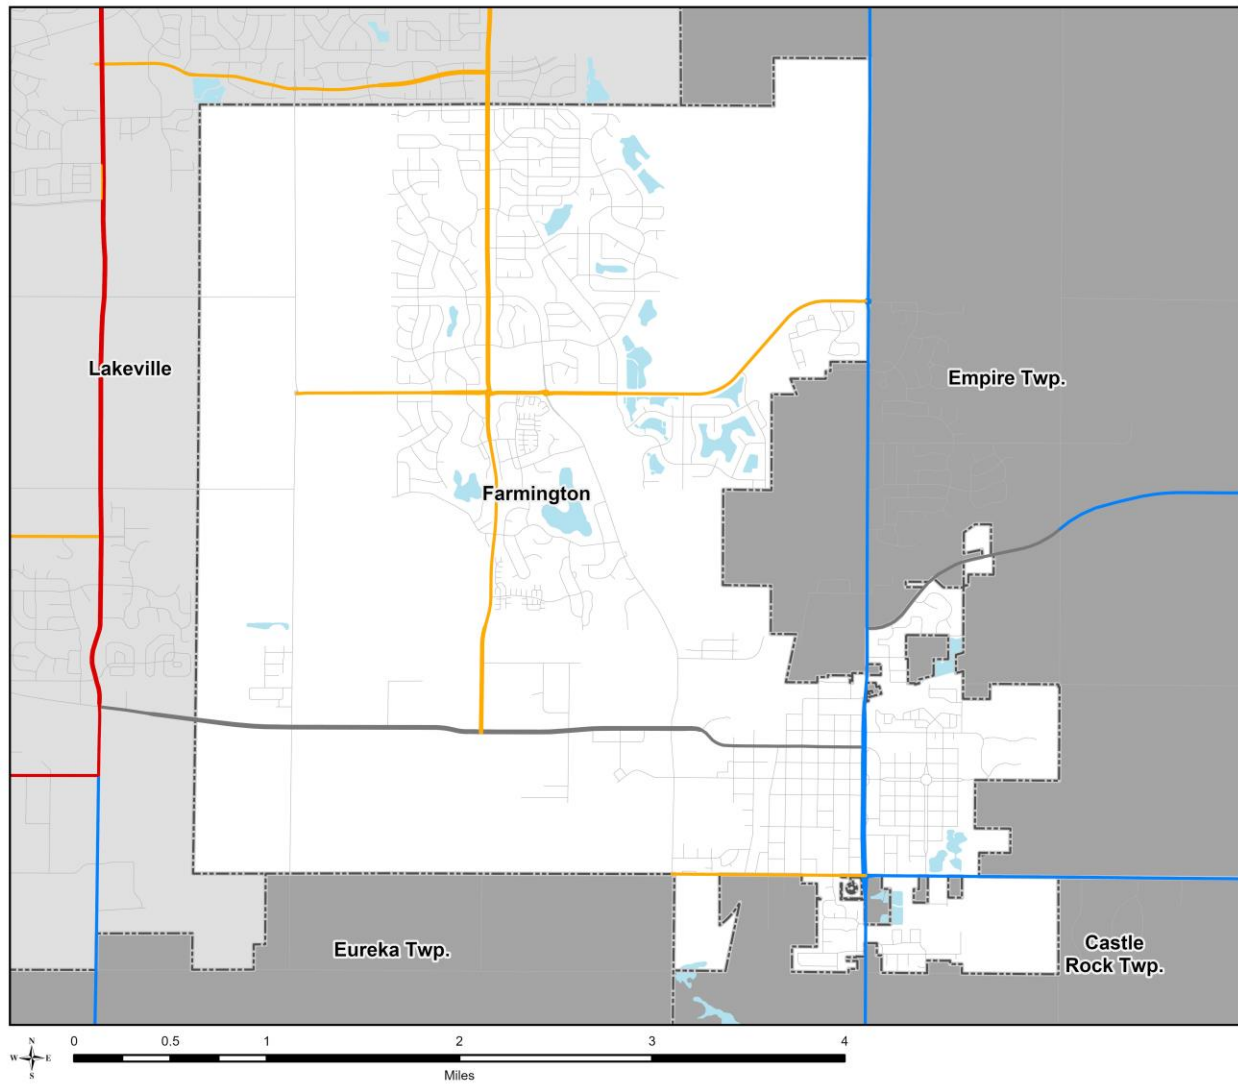 Lakeville
Empire Twp.
Farmington
Eureka Twp.
Castle
Rock Twp.
N
W E
S
0 0.5 1 2 3 4
Miles